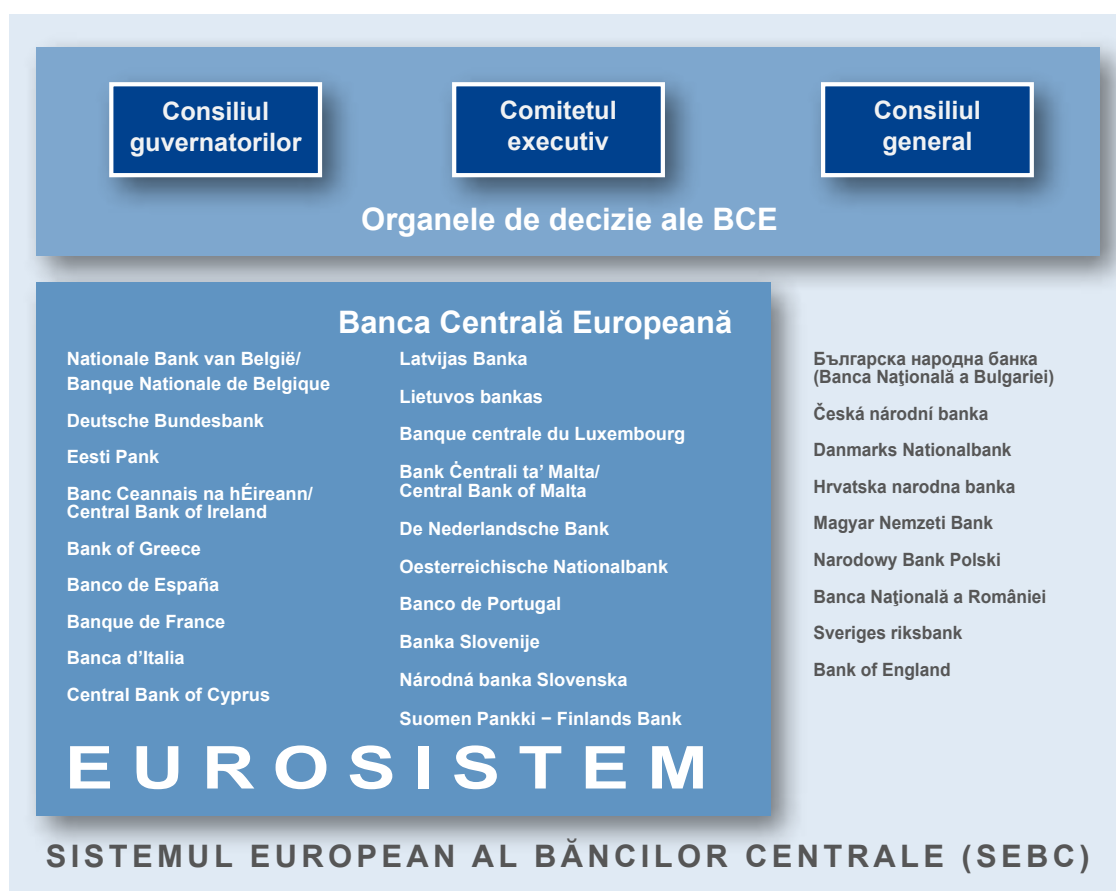 Consiliul
guvernatorilor
Comitetul
executiv
Consiliul
general
Organele de decizie ale BCE
Banca Centrală Europeană
Nationale Bank van België/
Banque Nationale de Belgique
Deutsche Bundesbank
Eesti Pank
Banc Ceannais na hÉireann/
Central Bank of Ireland
Bank of Greece
Banco de España
Banque de France
Banca d’Italia
Central Bank of Cyprus
Latvijas Banka
Lietuvos bankas
Banque centrale du Luxembourg
Bank Ċentrali ta’ Malta/
Central Bank of Malta
De Nederlandsche Bank
Oesterreichische Nationalbank
Banco de Portugal
Banka Slovenije
Národná banka Slovenska
Suomen Pankki − Finlands Bank
EUROSISTEM
Българска народна банка
(Banca Naţională a Bulgariei)
Česká národní banka
Danmarks Nationalbank
Hrvatska narodna banka
Magyar Nemzeti Bank
Narodowy Bank Polski
Banca Naţională a României
Sveriges riksbank
Bank of England
SISTEMUL EUROPEAN AL BĂNCILOR CENTRALE (SEBC)